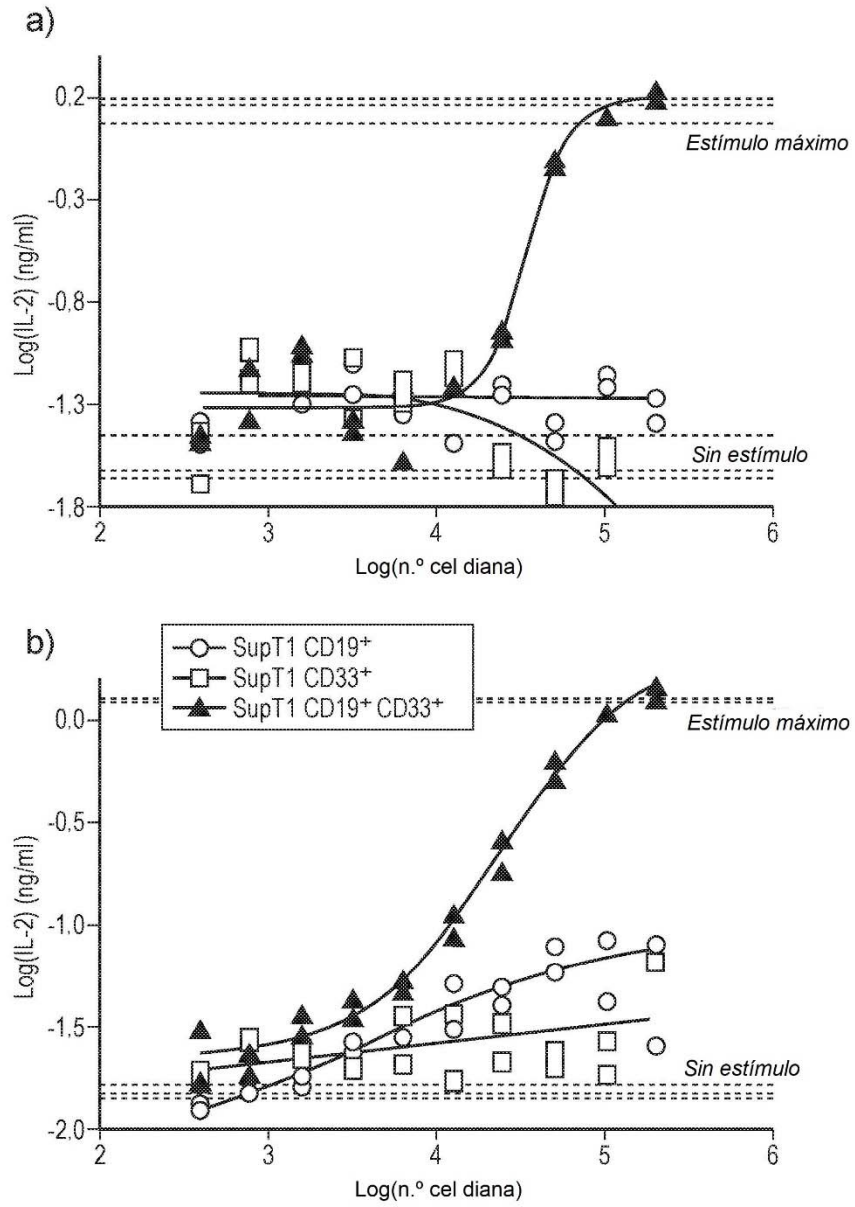 a)
0,2
-0,3
-0,8
-1.3
-1.8
Log(IL-2) (ng/ml)
Estímulo máximo
Sin estímulo
2
3
4
5
6
Log(n.º cel diana)
b)
SupT1 CD19+
SupT1 CD33+
SupT1 CD19+ CD33+
0,0
-0,5
-1.0
-1.5
-2.0
Log(IL-2) (ng/ml)
Estímulo máximo
Sin estímulo
2
3
4
5
6
Log(n.º cel diana)